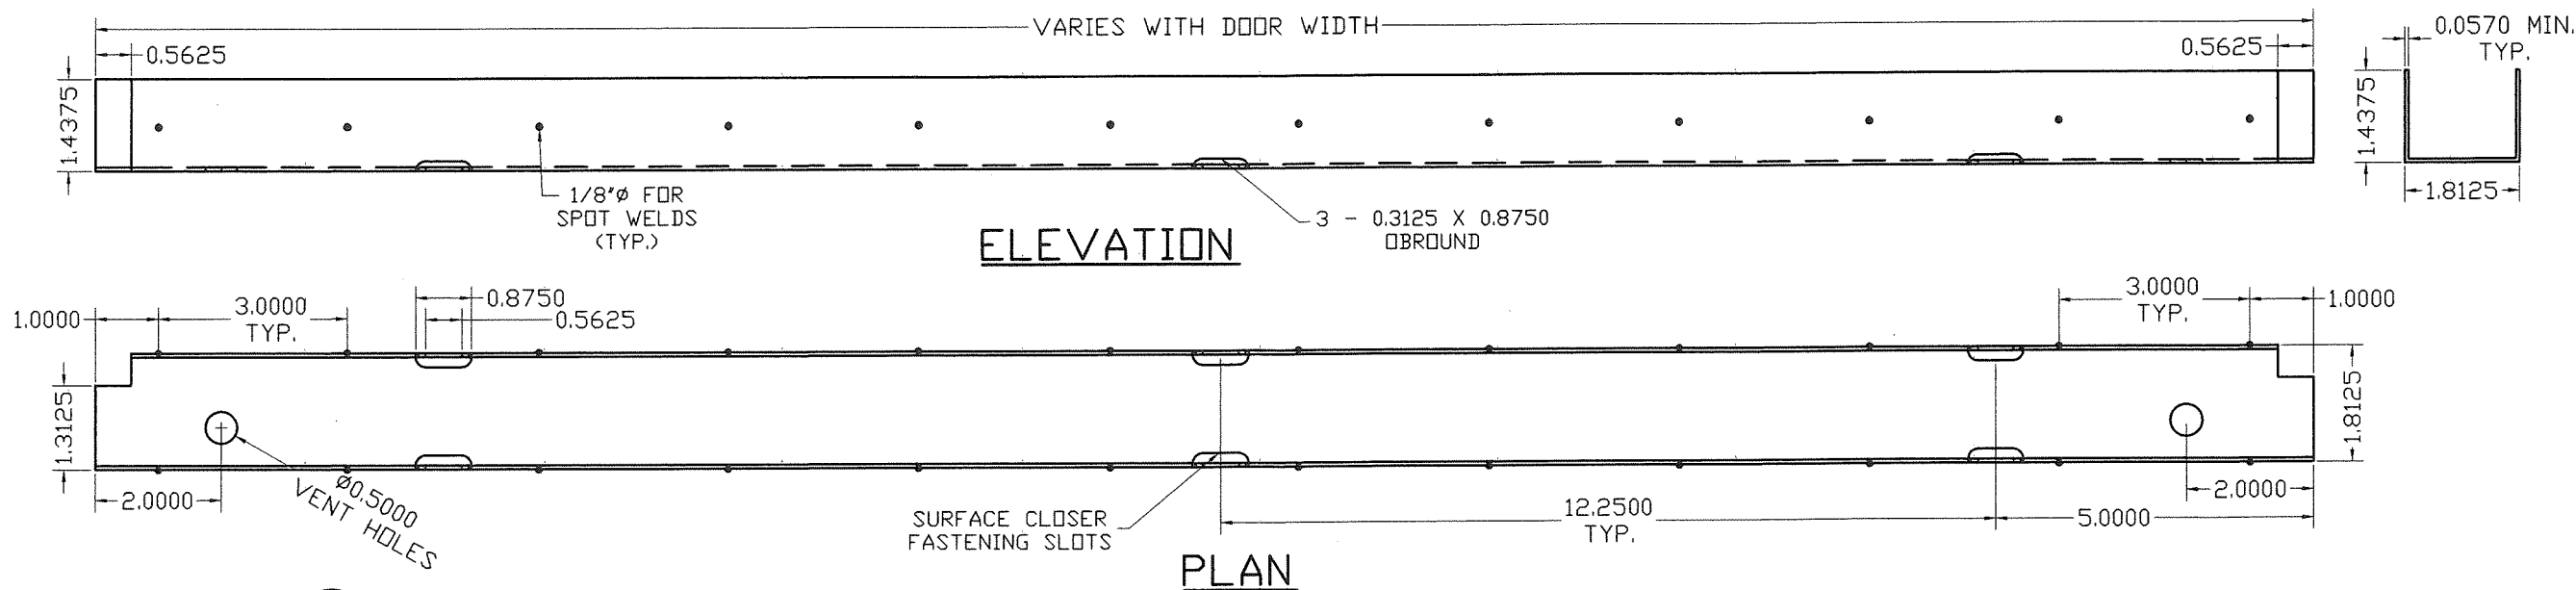 VARIES WITH DOOR WIDTH
0.5625
0.5625
0.0570 MIN.
TYP.
1.4375
1.4375
1.8125
1/8"Ø FOR
SPOT WELDS
(TYP.)
3 - 0.3125 X 0.8750
OBROUND
ELEVATION
1.0000
3.0000
TYP.
0.8750
0.5625
3.0000
TYP.
1.0000
1.3125
1.8125
2.0000
Ø0.5000
VENT HOLES
SURFACE CLOSER
FASTENING SLOTS
12.2500
TYP.
2.0000
5.0000
PLAN